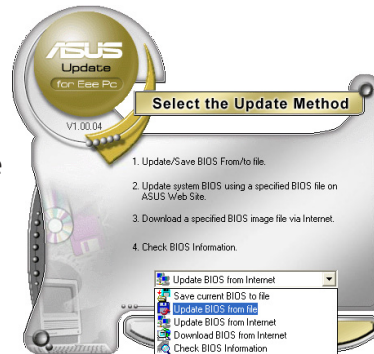 ASUS
Update
for Eee Pc
V1.00.04
Select the Update Method
1. Update/Save BIOS From/to file.
2. Update system BIOS using a specified BIOS file on
ASUS Web Site.
3. Download a specified BIOS image file via Internet.
4. Check BIOS Information.
Update BIOS from Internet
Save current BIOS to file
Update BIOS from file
Update BIOS from Internet
Download BIOS from Internet
Check BIOS Information